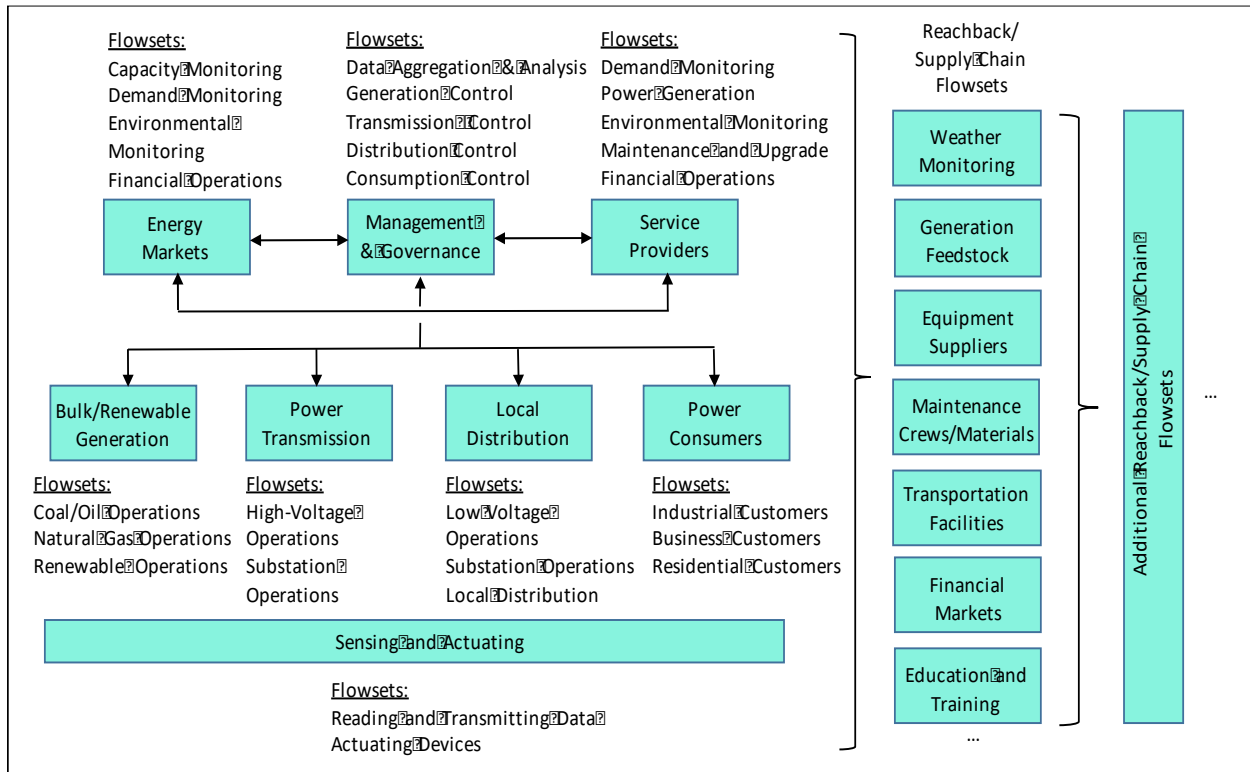 Flowsets:
Capacity Monitoring
Demand Monitoring
Environmental
Monitoring
Financial Operations
Flowsets:
Data Aggregation & Analysis
Generation Control
Transmission Control
Distribution Control
Consumption Control
Flowsets:
Demand Monitoring
Power Generation
Environmental Monitoring
Maintenance and Upgrade
Financial Operations
Energy
Markets
Management
& Governance
Service
Providers
Bulk/Renewable
Generation
Power
Transmission
Local
Distribution
Power
Consumers
Flowsets:
Coal/Oil Operations
Natural Gas Operations
Renewable Operations
Flowsets:
High-Voltage
Operations
Substation
Operations
Flowsets:
Low Voltage
Operations
Substation Operations
Local Distribution
Flowsets:
Industrial Customers
Business Customers
Residential Customers
Sensing and Actuating
Flowsets:
Reading and Transmitting Data
Actuating Devices
Reachback/
Supply Chain
Flowsets
Weather
Monitoring
Generation
Feedstock
Equipment
Suppliers
Maintenance
Crews/Materials
Transportation
Facilities
Financial
Markets
Education and
Training
...
Additional Reachback/Supply Chain
Flowsets
...